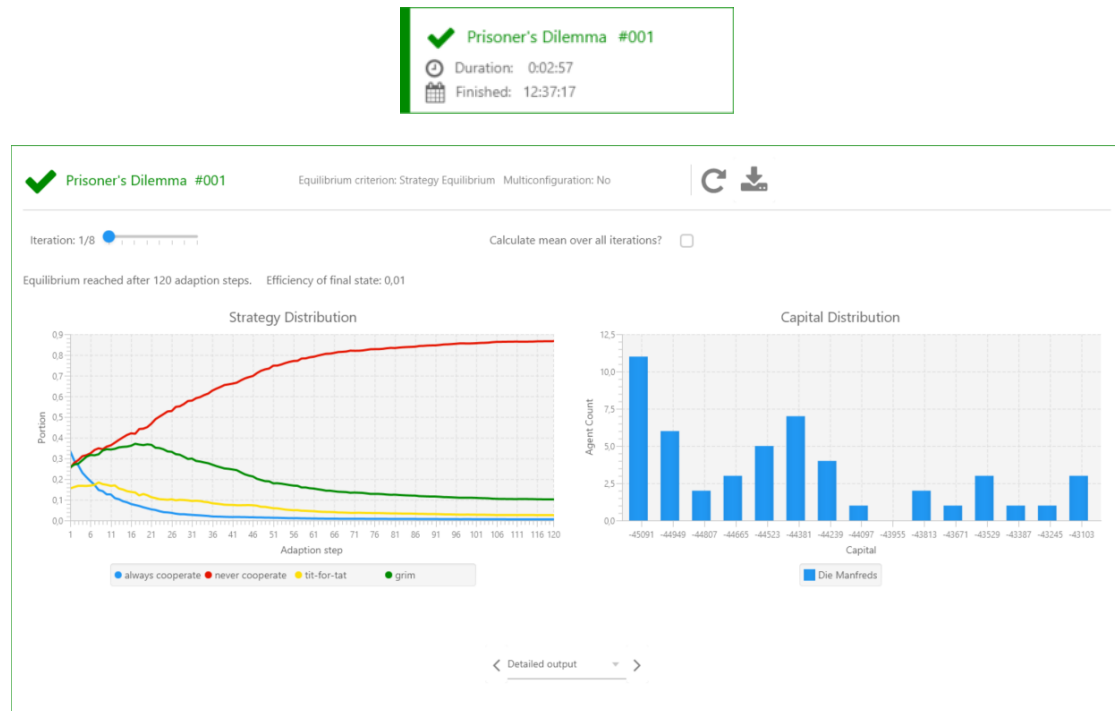 Prisoner's Dilemma #001
Duration: 0:02:57
Finished: 12:37:17
Prisoner's Dilemma #001 Equilibrium criterion: Strategy Equilibrium Multiconfiguration: No
Iteration: 1/8 Calculate mean over all iterations?
Equilibrium reached after 120 adaption steps. Efficiency of final state: 0,01
Strategy Distribution
0,9
0,8
0,7
0,6
0,5
0,4
0,3
0,2
0,1
0,0
Portion
1 6 11 16 21 26 31 36 41 46 51 56 61 66 71 76 81 86 91 96 101 106 111 116 120
Adaption step
always cooperate never cooperate tit-for-tat grim
Capital Distribution
12,5
10,0
7,5
5,0
2,5
0,0
Agent Count
-45091 -44949 -44807 -44665 -44523 -44381 -44239 -44097 -43955 -43813 -43671 -43529 -43387 -43245 -43103
Capital
Die Manfreds
Detailed output